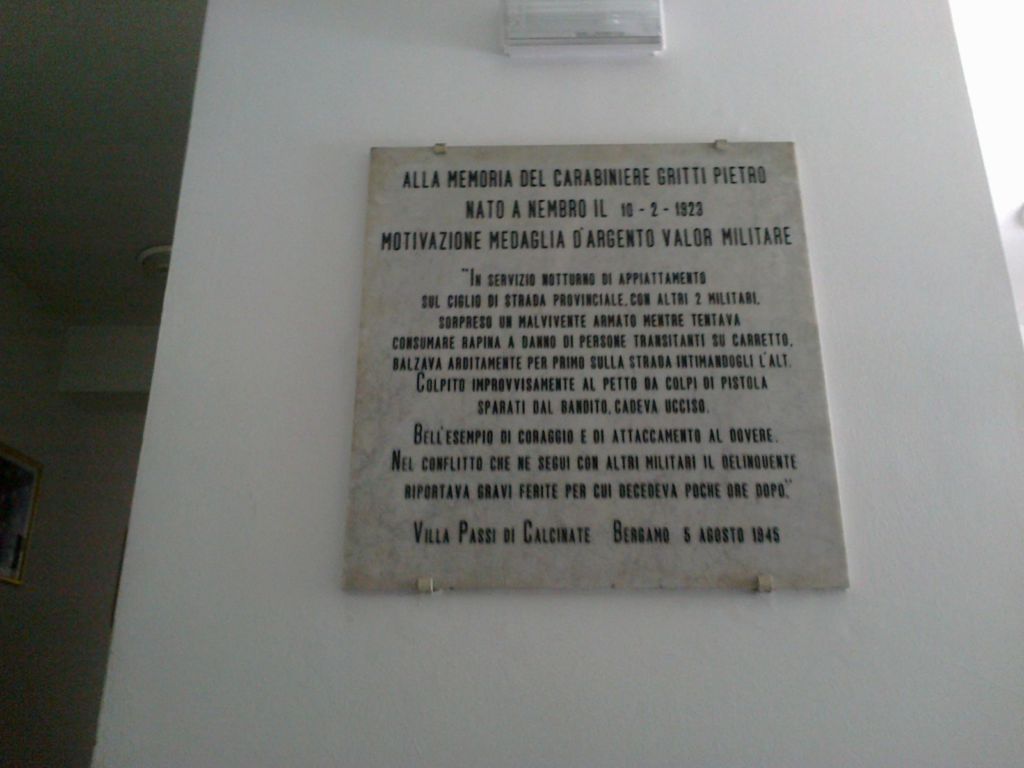 ALLA MEMORIA DEL CARABINIERE GRITTI PIETRO
NATO A NEMBRO IL 10 - 2 - 1923
MOTIVAZIONE MEDAGLIA D'ARGENTO VALOR MILITARE
"IN SERVIZIO NOTTURNO DI APPIATTAMENTO
SUL CIGLIO DI STRADA PROVINCIALE, CON ALTRI 2 MILITARI,
SORPRESO UN MALVIVENTE ARMATO MENTRE TENTAVA
CONSUMARE RAPINA A DANNO DI PERSONE TRANSITANTI SU CARRETTO,
BALZAVA ARDITAMENTE PER PRIMO SULLA STRADA INTIMANDOGLI L'ALT.
COLPITO IMPROVVISAMENTE AL PETTO DA COLPI DI PISTOLA
SPARATI DAL BANDITO, CADEVA UCCISO.
BELL'ESEMPIO DI CORAGGIO E DI ATTACCAMENTO AL DOVERE.
NEL CONFLITTO CHE NE SEGUI CON ALTRI MILITARI IL DELINQUENTE
RIPORTAVA GRAVI FERITE PER CUI DECEDEVA POCHE ORE DOPO."
VILLA PASSI DI CALCINATE BERGAMO 5 AGOSTO 1945